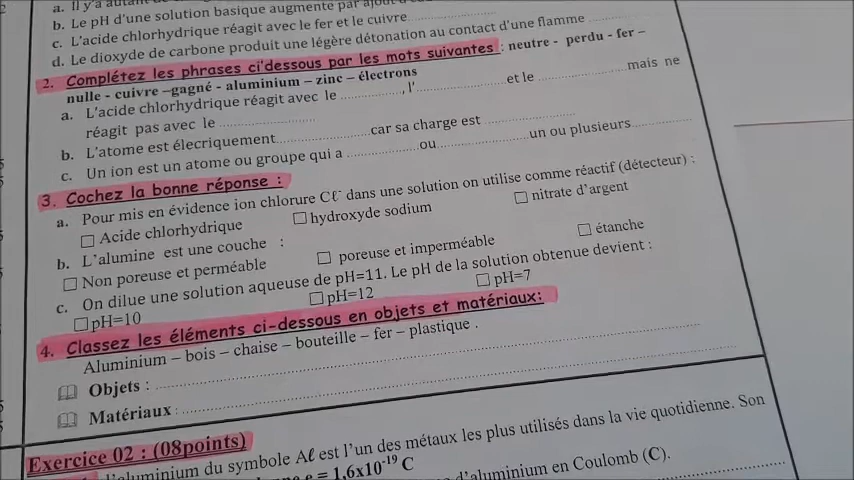 a. Il y'a autant
b. Le pH d'une solution basique augmente par ajout d'
c. L'acide chlorhydrique réagit avec le fer et le cuivre
d. Le dioxyde de carbone produit une légère détonation au contact d'une flamme
2. Complétez les phrases ci'dessous par les mots suivantes : neutre - perdu - fer –
nulle - cuivre –gagné - aluminium – zinc – électrons
a. L'acide chlorhydrique réagit avec le ............, l'............ et le ............ mais ne
réagit pas avec le ............
b. L'atome est élecriquement............car sa charge est ............
c. Un ion est un atome ou groupe qui a ............ou............un ou plusieurs............
3. Cochez la bonne réponse :
a. Pour mis en évidence ion chlorure Cℓ⁻ dans une solution on utilise comme réactif (détecteur) :
☐ Acide chlorhydrique ☐ hydroxyde sodium ☐ nitrate d'argent
b. L'alumine est une couche :
☐ Non poreuse et perméable ☐ poreuse et imperméable ☐ étanche
c. On dilue une solution aqueuse de pH=11. Le pH de la solution obtenue devient :
☐ pH=10 ☐ pH=12 ☐ pH=7
4. Classez les éléments ci-dessous en objets et matériaux:
Aluminium – bois – chaise – bouteille – fer – plastique .
Objets : ............
Matériaux : ............
Exercice 02 : (08points)
l'aluminium du symbole Aℓ est l'un des métaux les plus utilisés dans la vie quotidienne. Son
e = 1,6x10⁻¹⁹ C
d'aluminium en Coulomb (C).